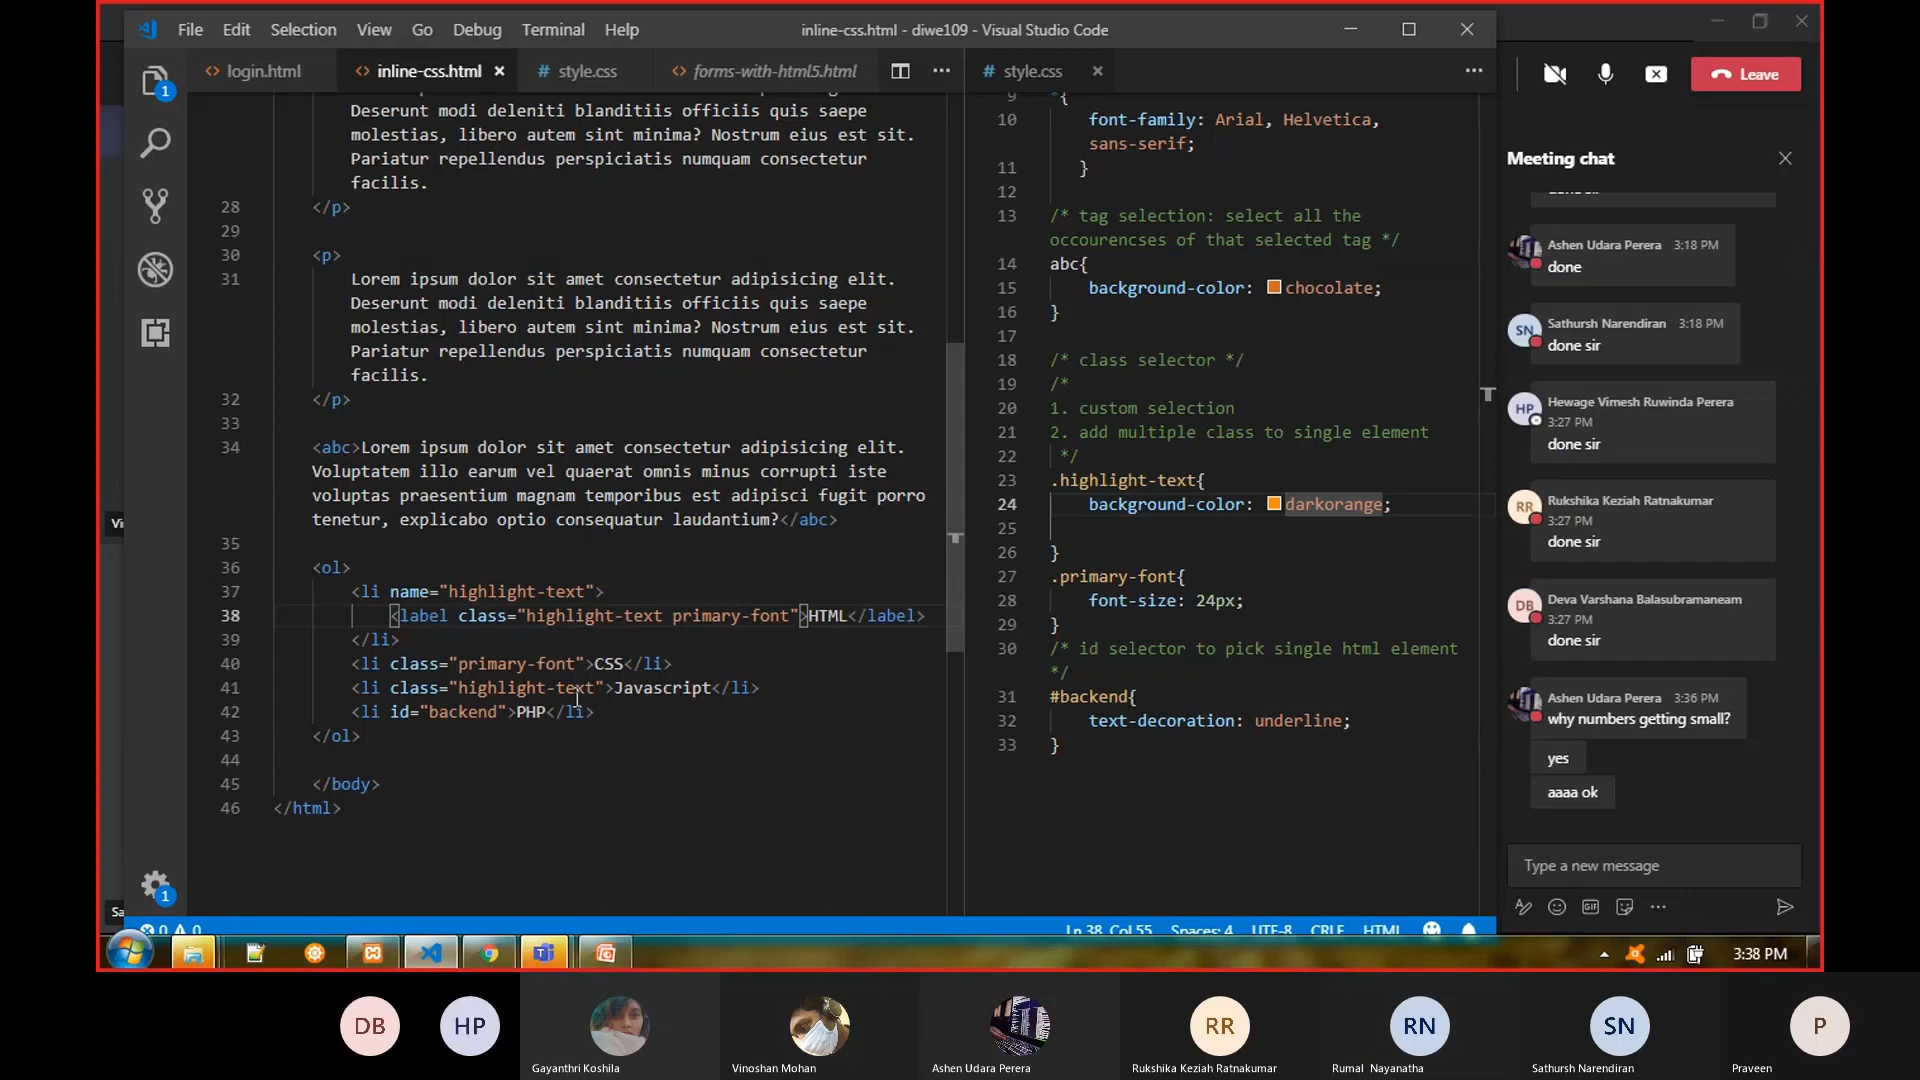 File Edit Selection View Go Debug Terminal Help
inline-css.html - diwe109 - Visual Studio Code
login.html
inline-css.html
style.css
forms-with-html5.html
Deserunt modi deleniti blanditiis officiis quis saepe
molestias, libero autem sint minima? Nostrum eius est sit.
Pariatur repellendus perspiciatis numquam consectetur
facilis.
28 </p>
29
30 <p>
31 Lorem ipsum dolor sit amet consectetur adipisicing elit.
Deserunt modi deleniti blanditiis officiis quis saepe
molestias, libero autem sint minima? Nostrum eius est sit.
Pariatur repellendus perspiciatis numquam consectetur
facilis.
32 </p>
33
34 <abc>Lorem ipsum dolor sit amet consectetur adipisicing elit.
Voluptatem illo earum vel quaerat omnis minus corrupti iste
voluptas praesentium magnam temporibus est adipisci fugit porro
tenetur, explicabo optio consequatur laudantium?</abc>
35
36 <ol>
37 <li name="highlight-text">
38 <label class="highlight-text primary-font">HTML</label>
39 </li>
40 <li class="primary-font">CSS</li>
41 <li class="highlight-text">Javascript</li>
42 <li id="backend">PHP</li>
43 </ol>
44
45 </body>
46 </html>
style.css
9 *{
10 font-family: Arial, Helvetica,
sans-serif;
11 }
12
13 /* tag selection: select all the
occourencses of that selected tag */
14 abc{
15 background-color: chocolate;
16 }
17
18 /* class selector */
19 /*
20 1. custom selection
21 2. add multiple class to single element
22 */
23 .highlight-text{
24 background-color: darkorange;
25
26 }
27 .primary-font{
28 font-size: 24px;
29 }
30 /* id selector to pick single html element
*/
31 #backend{
32 text-decoration: underline;
33 }
1
1
0 0
Ln 38, Col 55 Spaces: 4 UTF-8 CRLF HTML
Leave
Meeting chat
Ashen Udara Perera 3:18 PM
done
SN
Sathursh Narendiran 3:18 PM
done sir
HP
Hewage Vimesh Ruwinda Perera
3:27 PM
done sir
RR
Rukshika Keziah Ratnakumar
3:27 PM
done sir
DB
Deva Varshana Balasubramaneam
3:27 PM
done sir
Ashen Udara Perera 3:36 PM
why numbers getting small?
yes
aaaa ok
Type a new message
GIF
3:38 PM
Vi
Sa
DB
HP
Gayanthri Koshila
Vinoshan Mohan
Ashen Udara Perera
RR
Rukshika Keziah Ratnakumar
RN
Rumal Nayanatha
SN
Sathursh Narendiran
P
Praveen